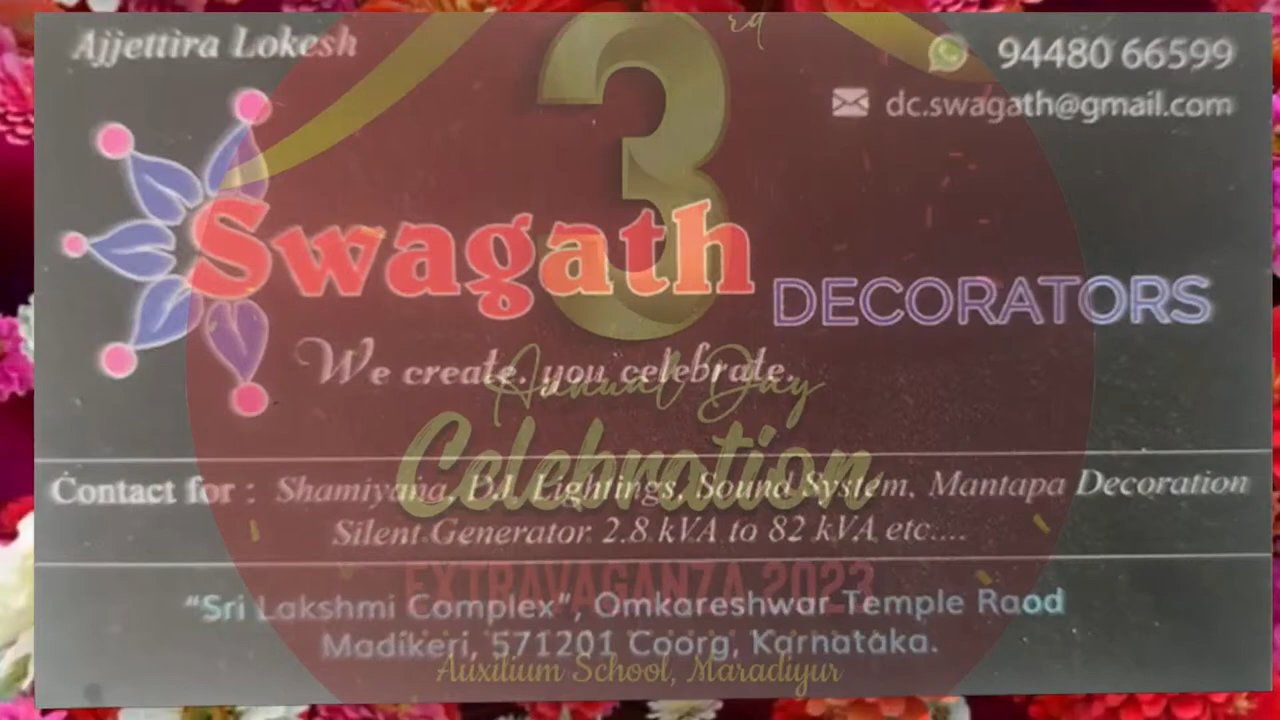 Ajjettira Lokesh
94480 66599
dc.swagath@gmail.com
3rd
Swagath
DECORATORS
We create, you celebrate.
Annual Day
Celebration
Contact for : Shamiyana, DJ, Lightings, Sound System, Mantapa Decoration
Silent Generator 2.8 kVA to 82 kVA etc....
EXTRAVAGANZA 2023
"Sri Lakshmi Complex", Omkareshwar Temple Raod
Madikeri, 571201 Coorg, Karnataka.
Auxilium School, Maradiyur